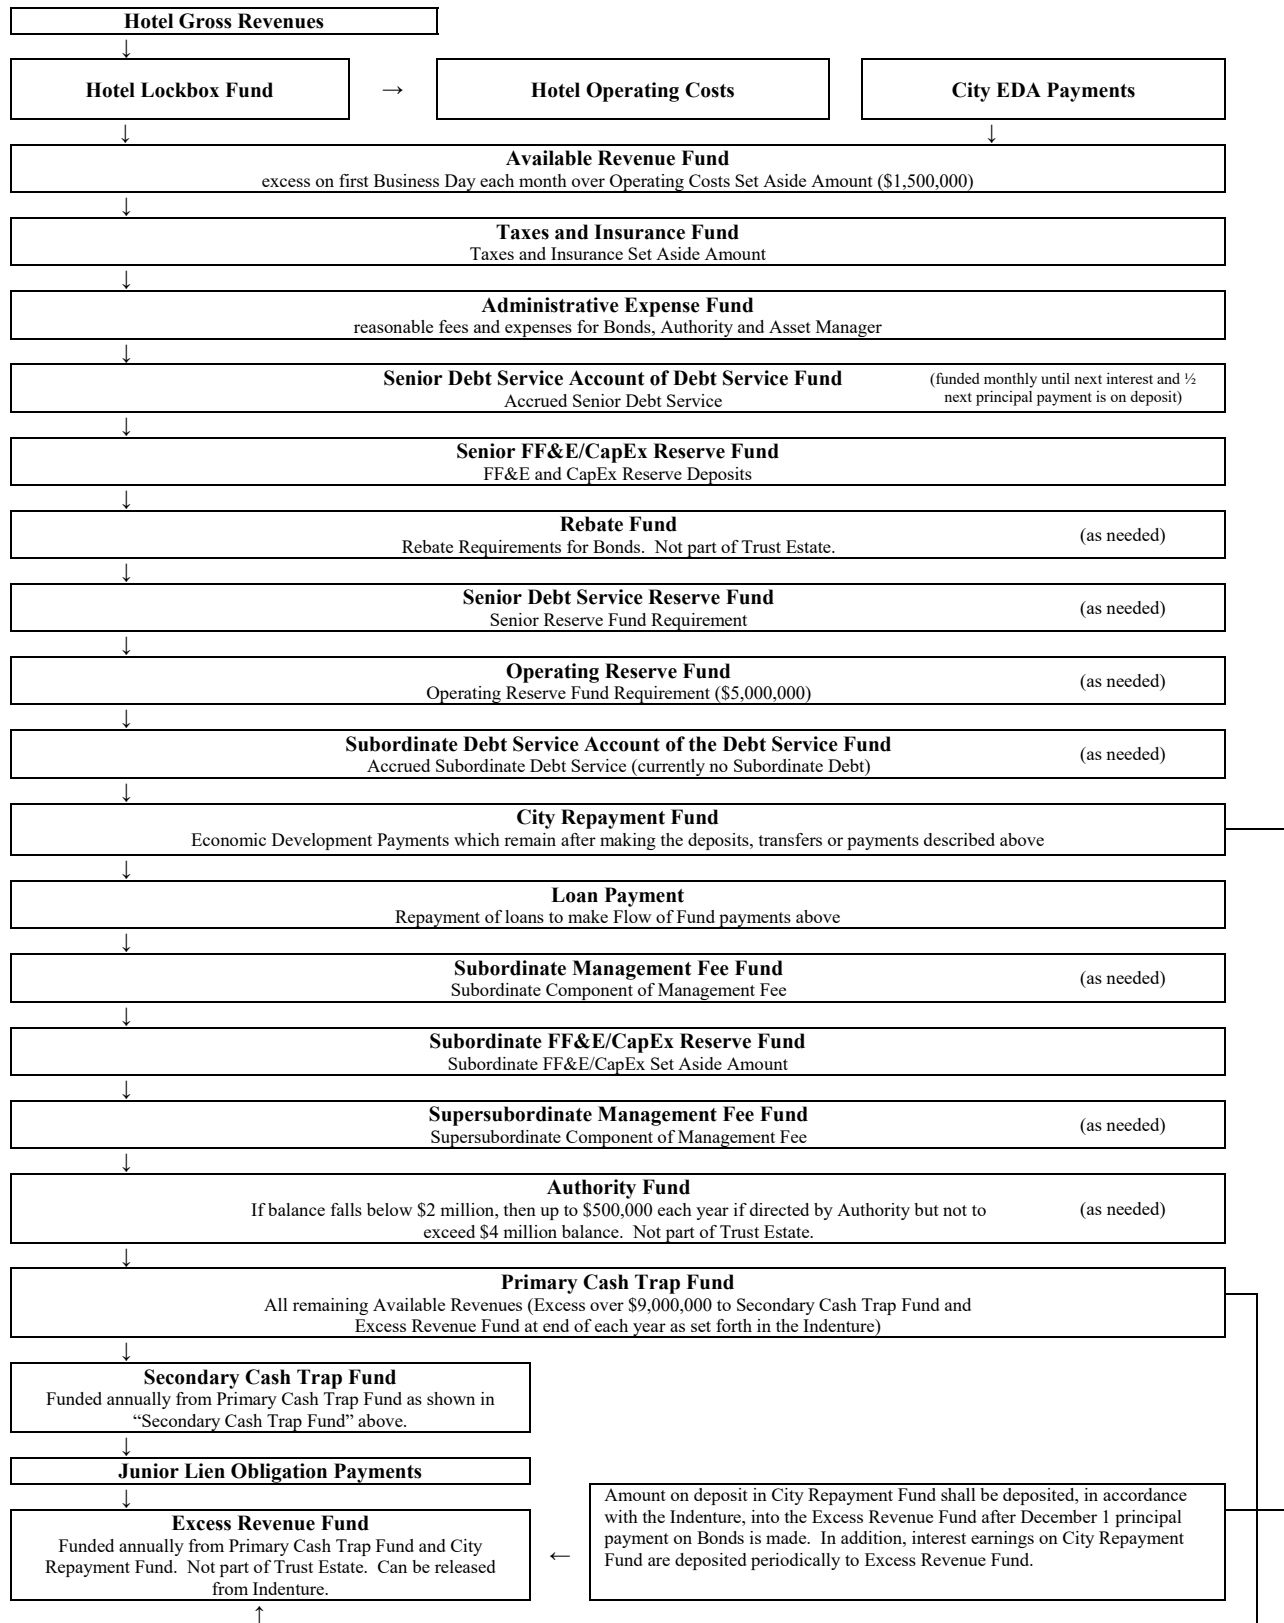 Hotel Gross Revenues
↓
Hotel Lockbox Fund → Hotel Operating Costs City EDA Payments
↓ ↓
Available Revenue Fund
excess on first Business Day each month over Operating Costs Set Aside Amount ($1,500,000)
↓
Taxes and Insurance Fund
Taxes and Insurance Set Aside Amount
↓
Administrative Expense Fund
reasonable fees and expenses for Bonds, Authority and Asset Manager
↓
Senior Debt Service Account of Debt Service Fund
Accrued Senior Debt Service
(funded monthly until next interest and ½
next principal payment is on deposit)
↓
Senior FF&E/CapEx Reserve Fund
FF&E and CapEx Reserve Deposits
↓
Rebate Fund
Rebate Requirements for Bonds. Not part of Trust Estate.
(as needed)
↓
Senior Debt Service Reserve Fund
Senior Reserve Fund Requirement
(as needed)
↓
Operating Reserve Fund
Operating Reserve Fund Requirement ($5,000,000)
(as needed)
↓
Subordinate Debt Service Account of the Debt Service Fund
Accrued Subordinate Debt Service (currently no Subordinate Debt)
(as needed)
↓
City Repayment Fund
Economic Development Payments which remain after making the deposits, transfers or payments described above
↓
Loan Payment
Repayment of loans to make Flow of Fund payments above
↓
Subordinate Management Fee Fund
Subordinate Component of Management Fee
(as needed)
↓
Subordinate FF&E/CapEx Reserve Fund
Subordinate FF&E/CapEx Set Aside Amount
↓
Supersubordinate Management Fee Fund
Supersubordinate Component of Management Fee
(as needed)
↓
Authority Fund
If balance falls below $2 million, then up to $500,000 each year if directed by Authority but not to
exceed $4 million balance. Not part of Trust Estate.
(as needed)
↓
Primary Cash Trap Fund
All remaining Available Revenues (Excess over $9,000,000 to Secondary Cash Trap Fund and
Excess Revenue Fund at end of each year as set forth in the Indenture)
↓
Secondary Cash Trap Fund
Funded annually from Primary Cash Trap Fund as shown in
“Secondary Cash Trap Fund” above.
↓
Junior Lien Obligation Payments
↓
Excess Revenue Fund
Funded annually from Primary Cash Trap Fund and City
Repayment Fund. Not part of Trust Estate. Can be released
from Indenture.
←
Amount on deposit in City Repayment Fund shall be deposited, in accordance
with the Indenture, into the Excess Revenue Fund after December 1 principal
payment on Bonds is made. In addition, interest earnings on City Repayment
Fund are deposited periodically to Excess Revenue Fund.
↑